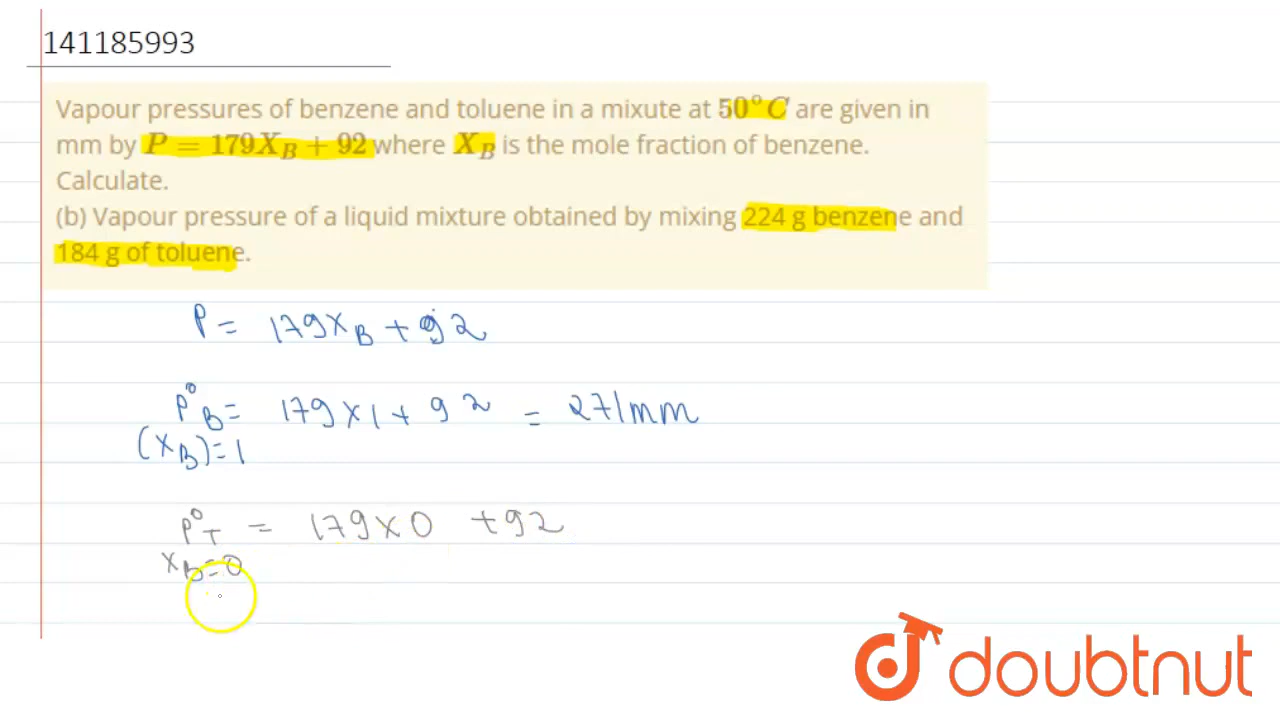 141185993
Vapour pressures of benzene and toluene in a mixute at 50°C are given in
mm by P = 179X_B + 92 where X_B is the mole fraction of benzene.
Calculate.
(b) Vapour pressure of a liquid mixture obtained by mixing 224 g benzene and
184 g of toluene.
P = 179X_B + 92
P°_B = 179 × 1 + 92 = 271mm
(X_B) = 1
P°_T = 179 × 0 + 92
X_B = 0
doubtnut